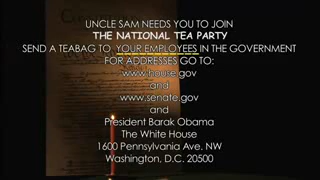 UNCLE SAM NEEDS YOU TO JOIN
THE NATIONAL TEA PARTY
SEND A TEABAG TO YOUR EMPLOYEES IN THE GOVERNMENT
FOR ADDRESSES GO TO:
www.house.gov
and
www.senate.gov
and
President Barak Obama
The White House
1600 Pennsylvania Ave. NW
Washington, D.C. 20500